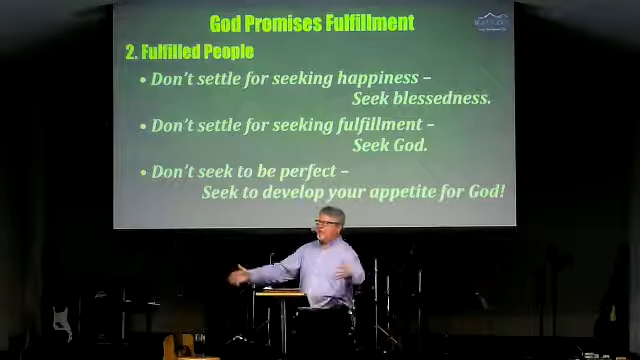 God Promises Fulfillment
2. Fulfilled People
• Don't settle for seeking happiness –
Seek blessedness.
• Don't settle for seeking fulfillment –
Seek God.
• Don't seek to be perfect –
Seek to develop your appetite for God!